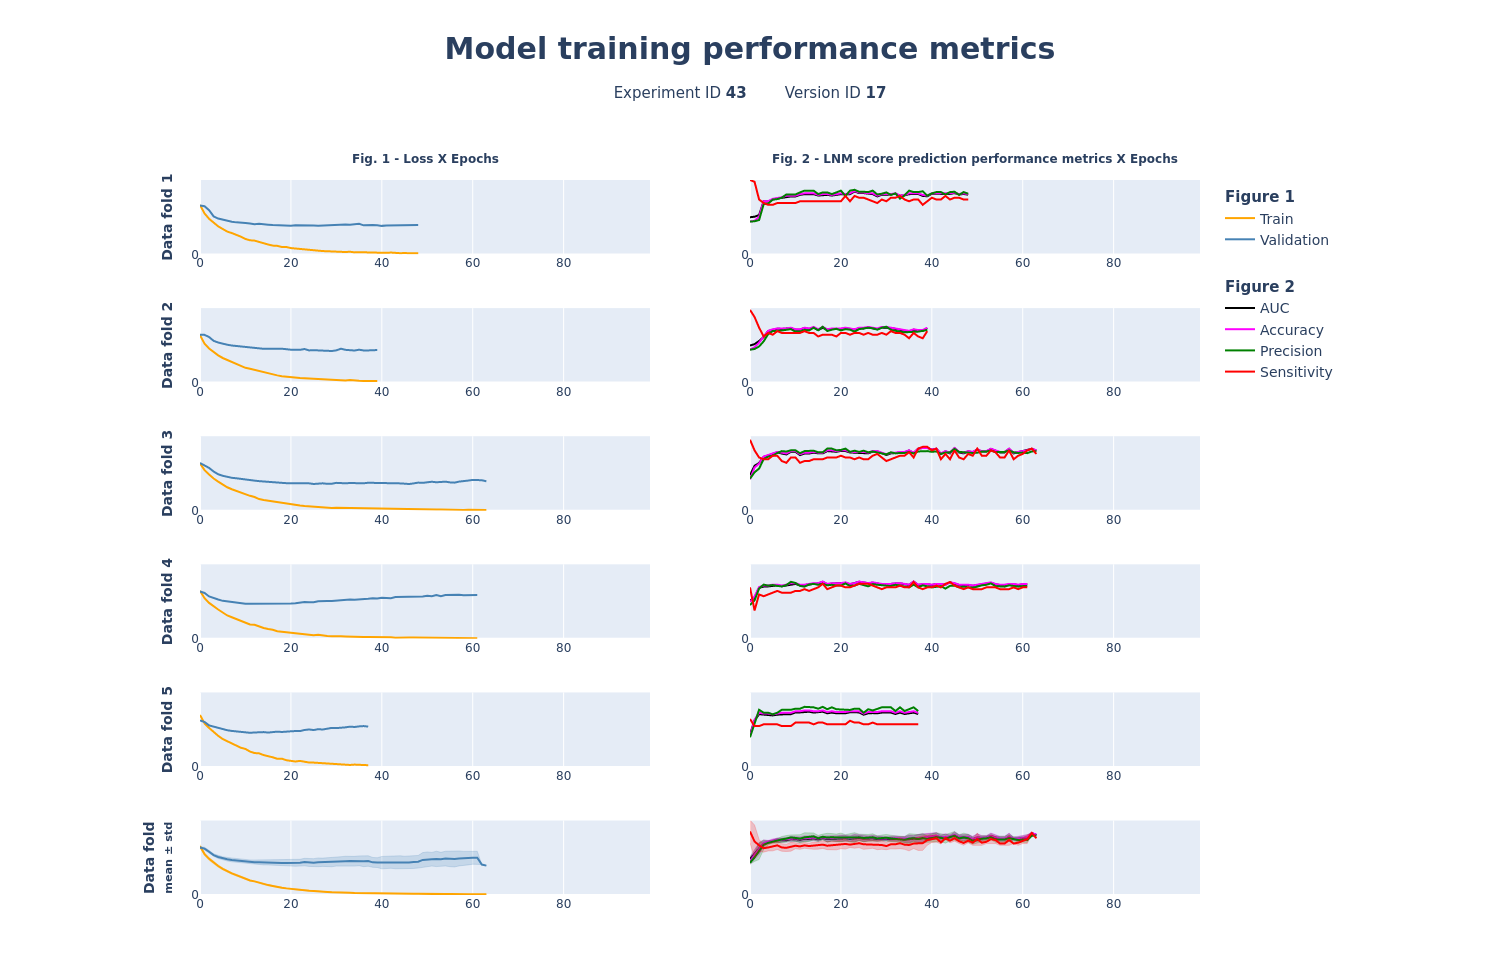 Model training performance metrics
Experiment ID 43 Version ID 17
Fig. 1 - Loss X Epochs
Fig. 2 - LNM score prediction performance metrics X Epochs
Data fold 1
0
0 20 40 60 80
0
0 20 40 60 80
Data fold 2
0
0 20 40 60 80
0
0 20 40 60 80
Data fold 3
0
0 20 40 60 80
0
0 20 40 60 80
Data fold 4
0
0 20 40 60 80
0
0 20 40 60 80
Data fold 5
0
0 20 40 60 80
0
0 20 40 60 80
Data fold
mean ± std
0
0 20 40 60 80
0
0 20 40 60 80
Figure 1
Train
Validation
Figure 2
AUC
Accuracy
Precision
Sensitivity